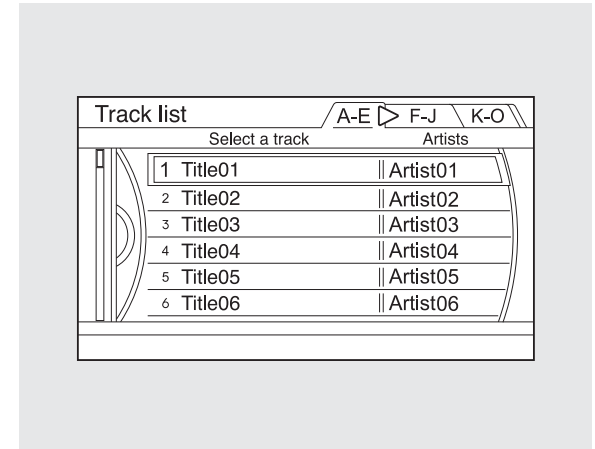 Track list A-E F-J K-O
Select a track Artists
1 Title01 Artist01
2 Title02 Artist02
3 Title03 Artist03
4 Title04 Artist04
5 Title05 Artist05
6 Title06 Artist06